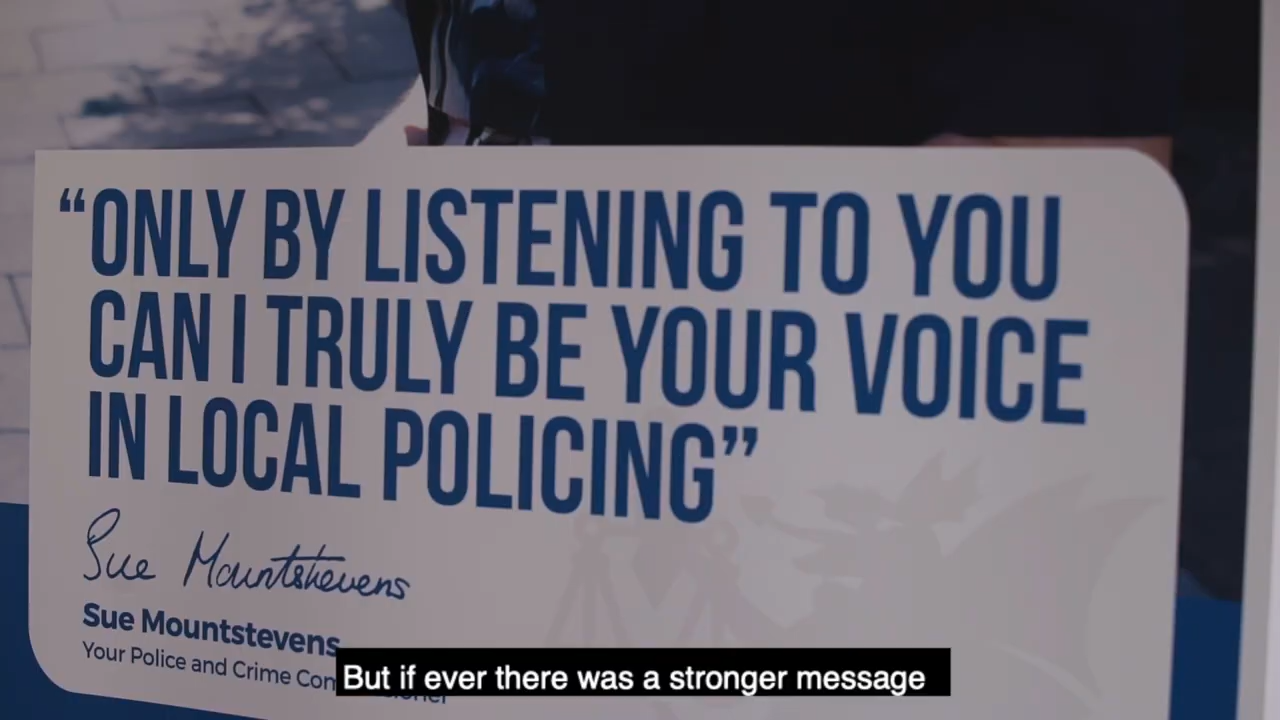 “ONLY BY LISTENING TO YOU
CAN I TRULY BE YOUR VOICE
IN LOCAL POLICING”
Sue Mountstevens
Sue Mountstevens
Your Police and Crime
But if ever there was a stronger message